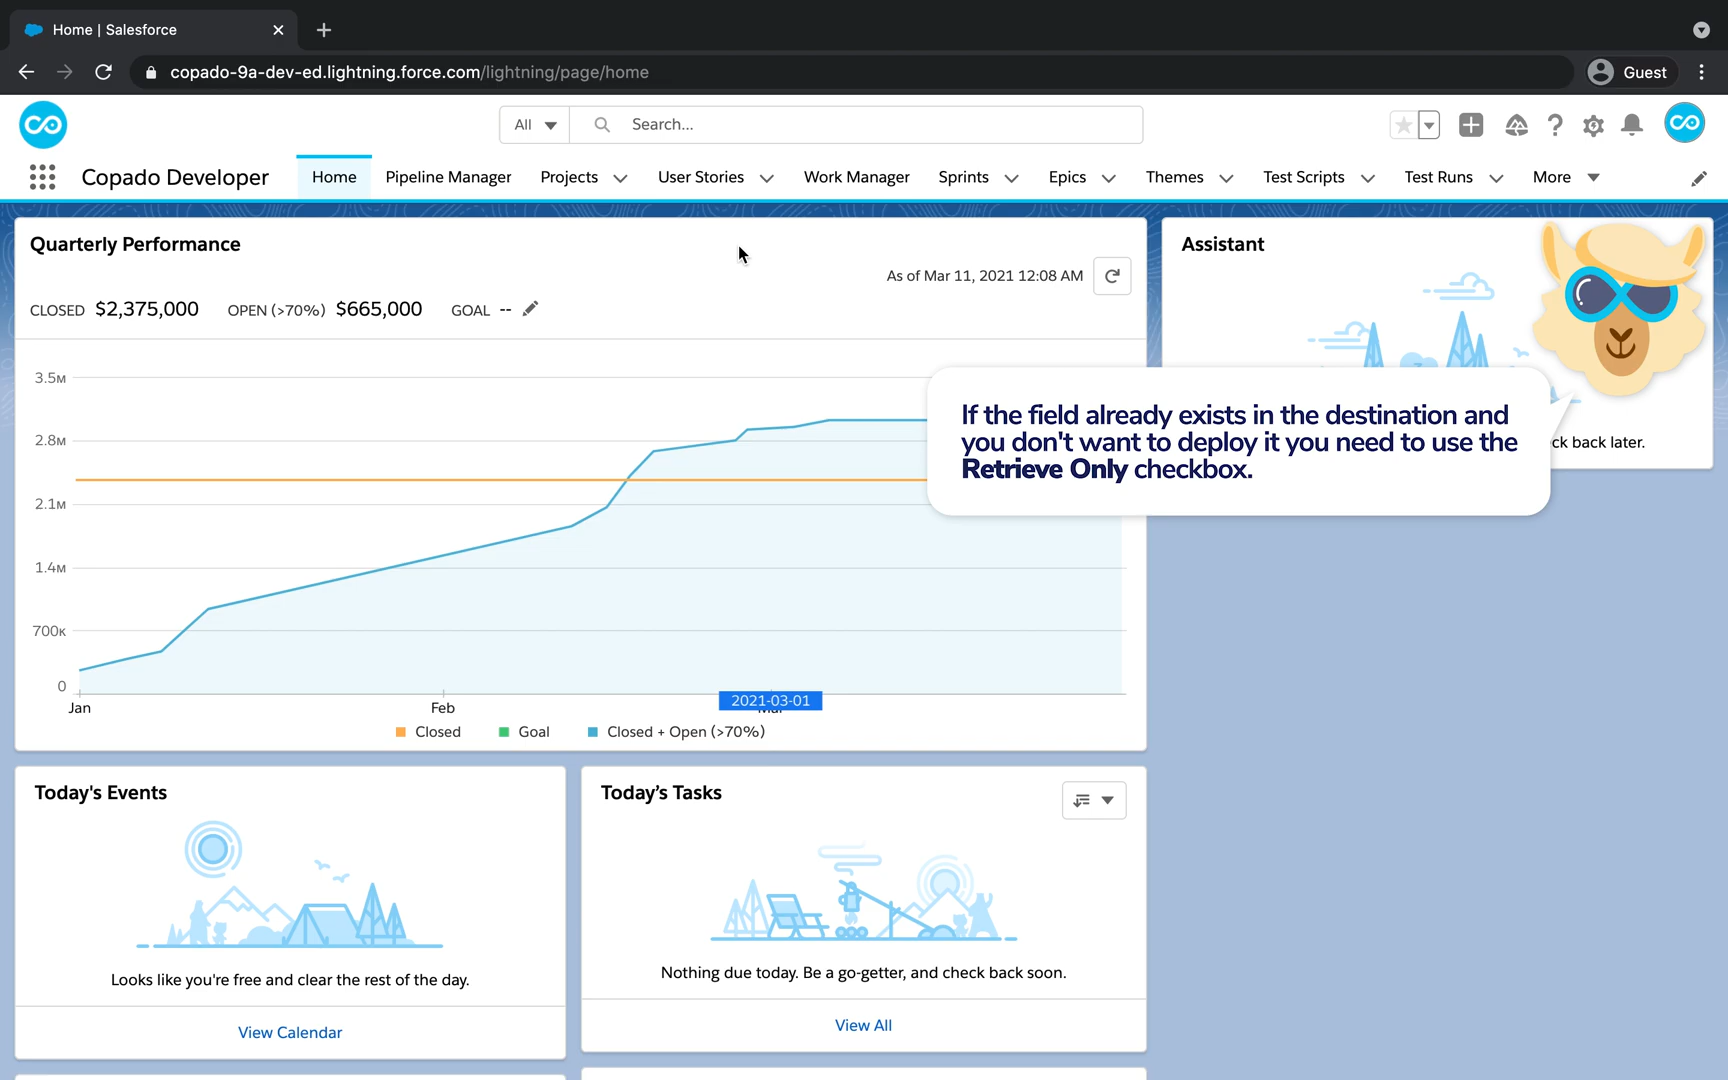 Home | Salesforce
copado-9a-dev-ed.lightning.force.com/lightning/page/home
Guest
All
Search...
Copado Developer
Home
Pipeline Manager
Projects
User Stories
Work Manager
Sprints
Epics
Themes
Test Scripts
Test Runs
More
Quarterly Performance
As of Mar 11, 2021 12:08 AM
CLOSED $2,375,000 OPEN (>70%) $665,000 GOAL --
3.5M
2.8M
2.1M
1.4M
700K
0
Jan
Feb
2021-03-01
Closed
Goal
Closed + Open (>70%)
Assistant
ck back later.
If the field already exists in the destination and
you don't want to deploy it you need to use the
Retrieve Only checkbox.
Today's Events
Looks like you're free and clear the rest of the day.
View Calendar
Today's Tasks
Nothing due today. Be a go-getter, and check back soon.
View All